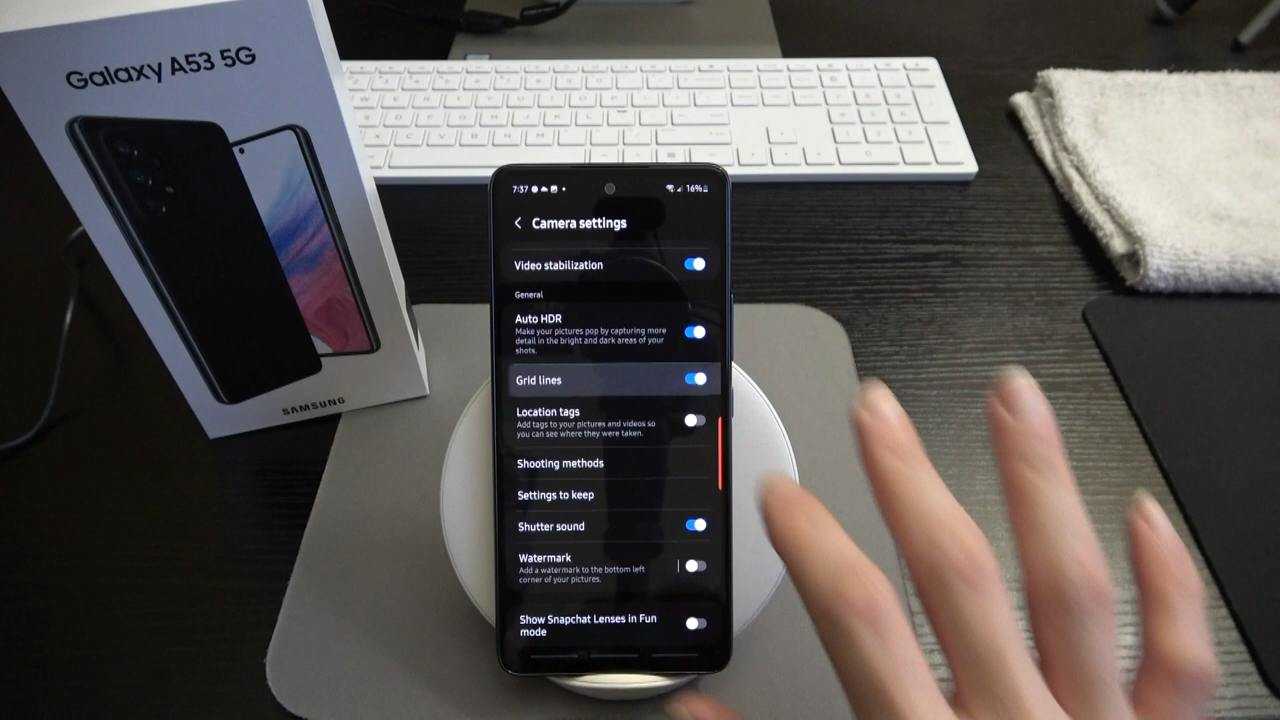 Galaxy A53 5G
SAMSUNG
7:37
16%
Camera settings
Video stabilization
General
Auto HDR
Make your pictures pop by capturing more
detail in the bright and dark areas of your
shots.
Grid lines
Location tags
Add tags to your pictures and videos so
you can see where they were taken.
Shooting methods
Settings to keep
Shutter sound
Watermark
Add a watermark to the bottom left
corner of your pictures.
Show Snapchat Lenses in Fun
mode